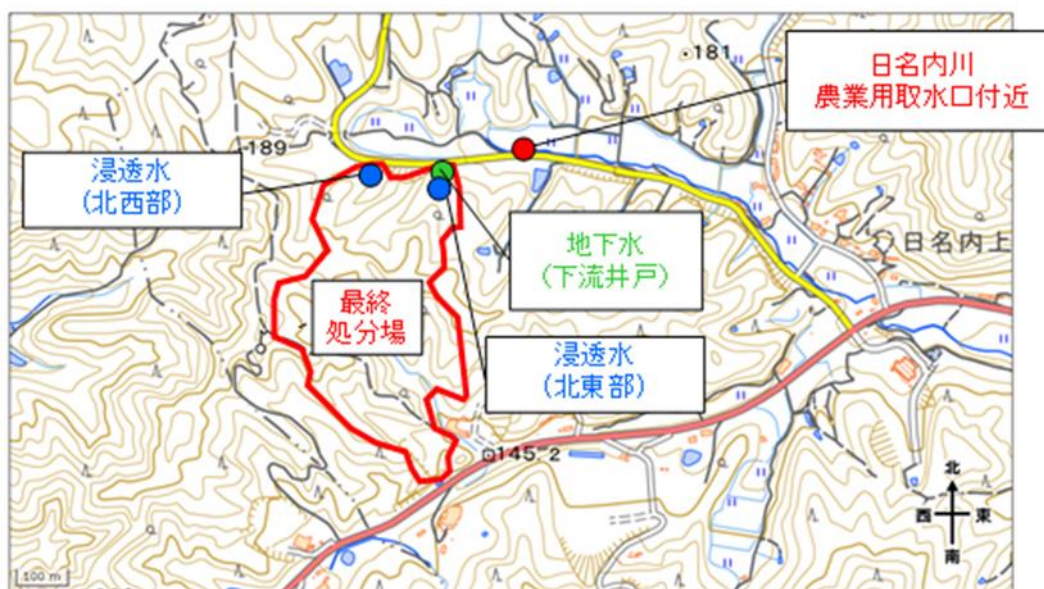 181
日名内川
農業用取水口付近
189
浸透水
(北西部)
地下水
(下流井戸)
日名内上
最終
処分場
浸透水
(北東部)
145.2
北
西 東
南
100 m